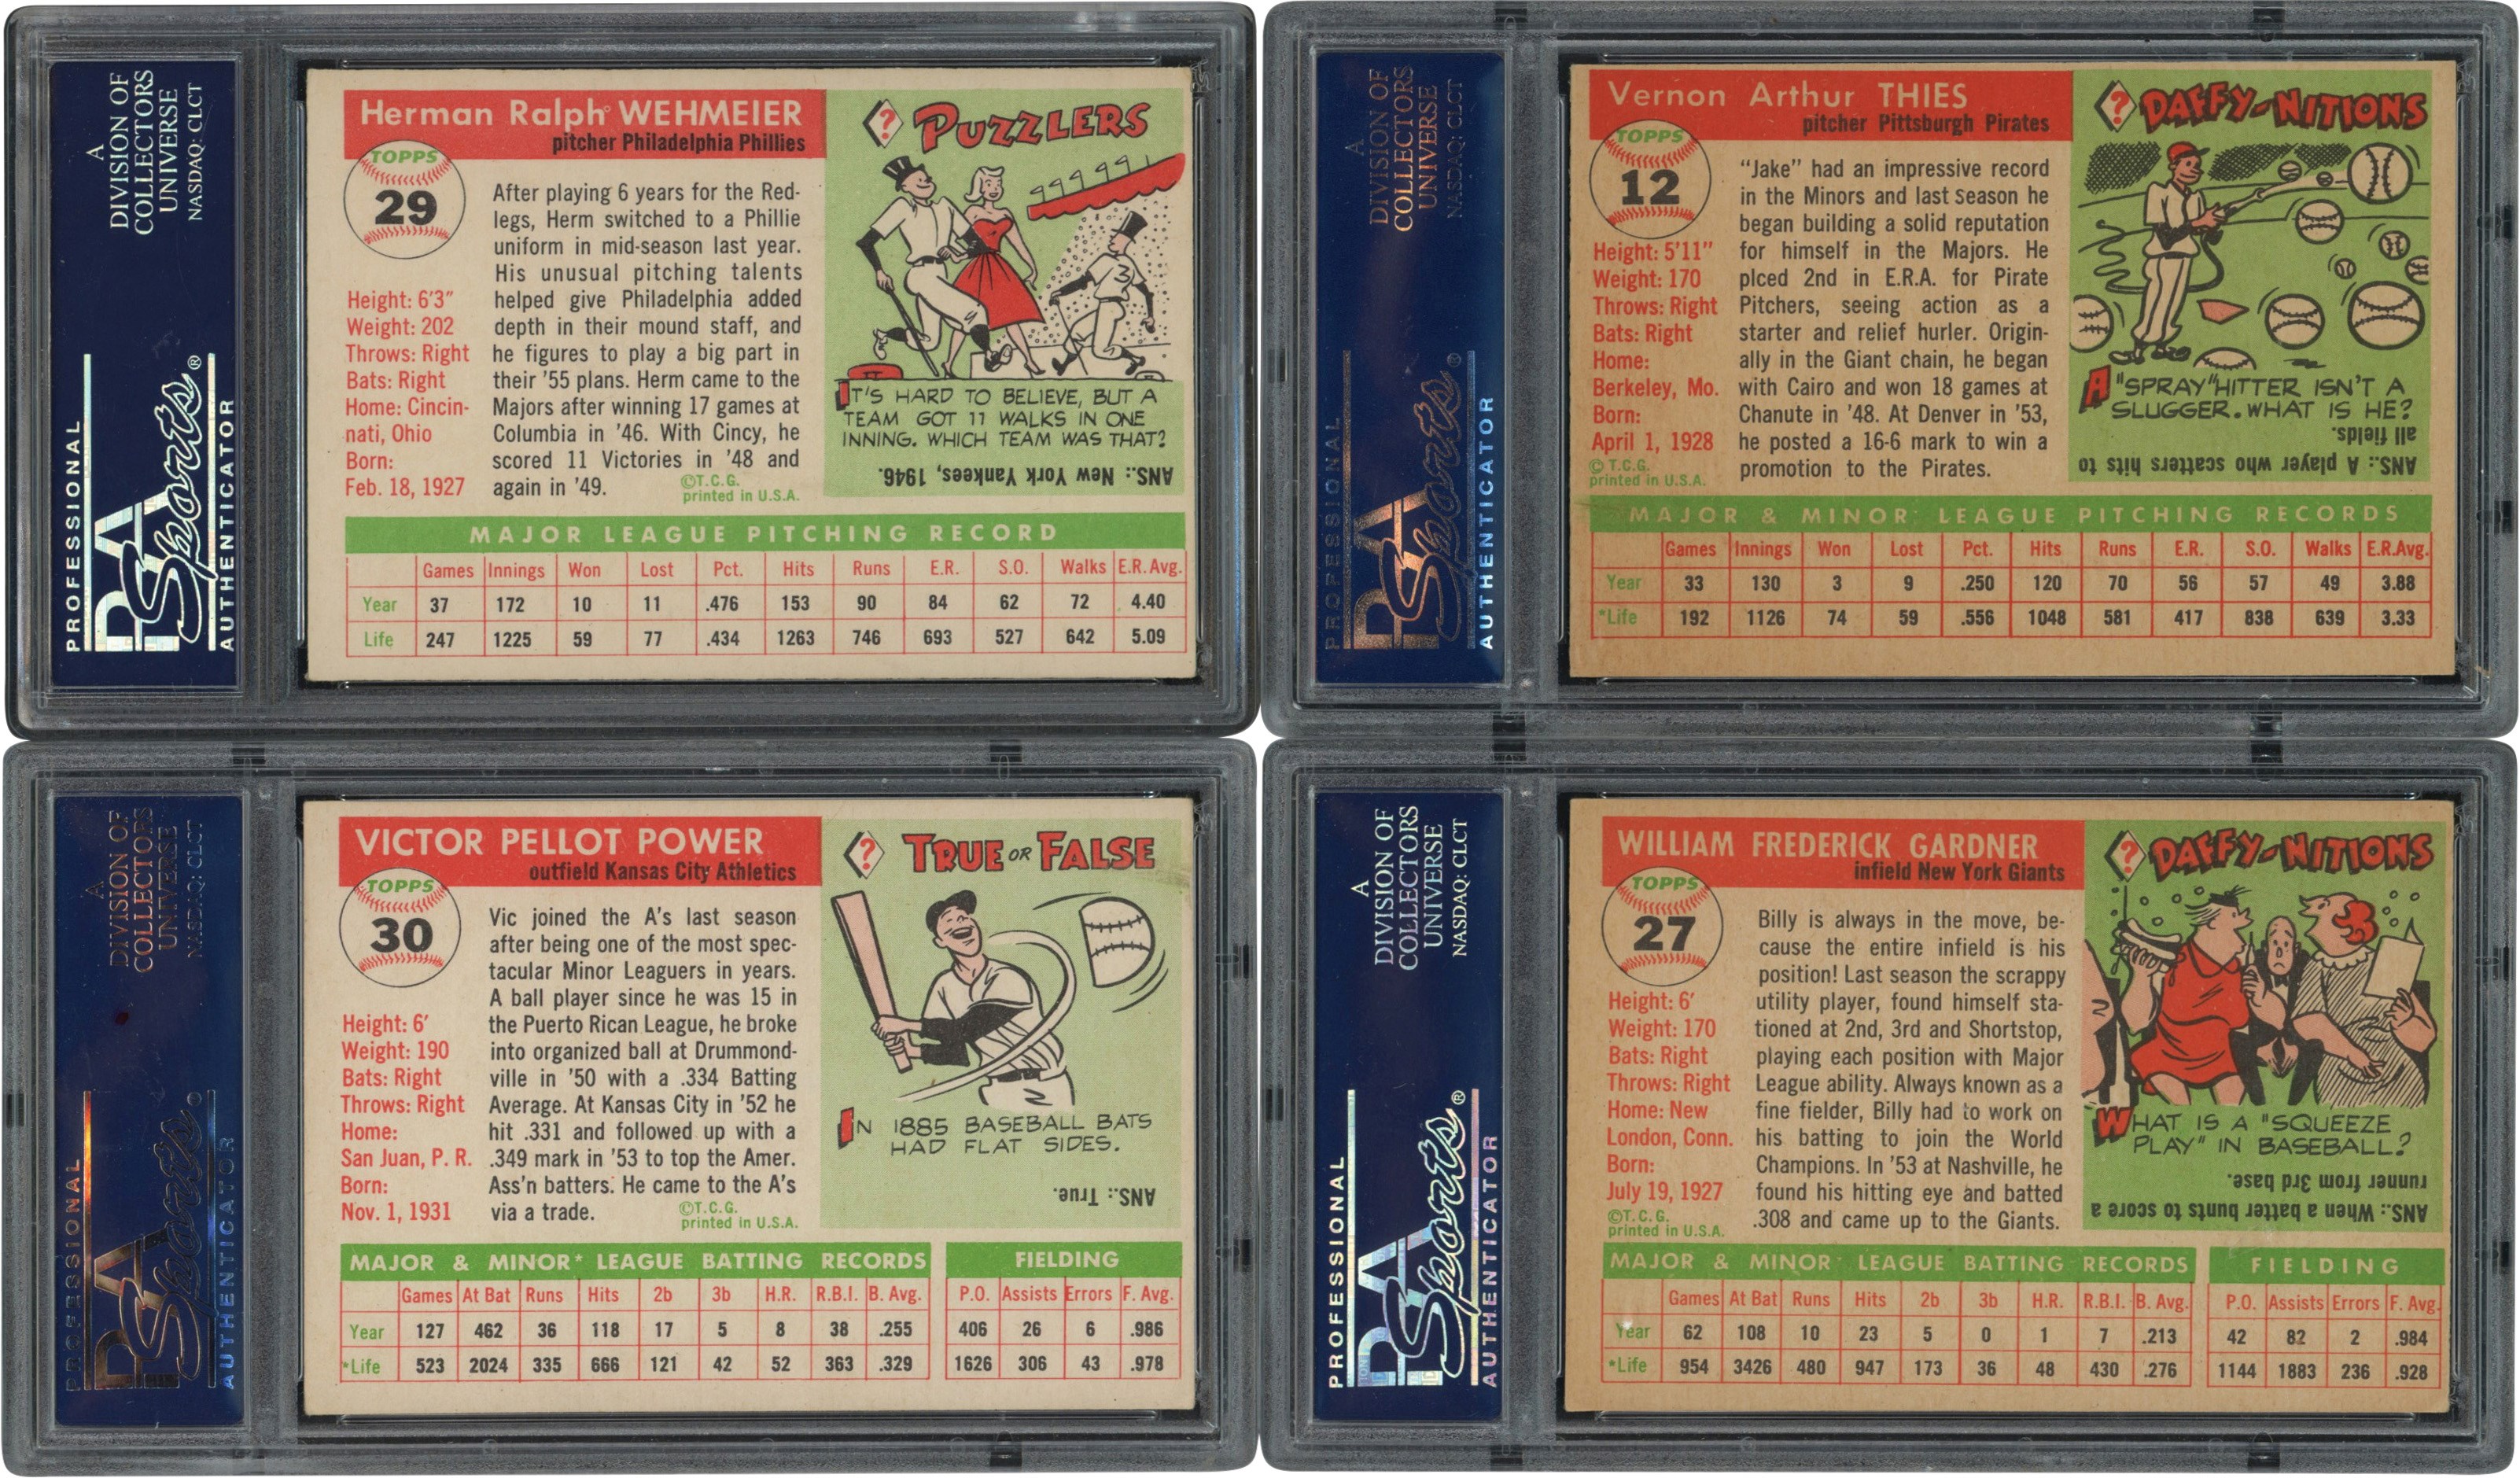 A
DIVISION OF
COLLECTORS
UNIVERSE
NASDAQ: CLCT
PROFESSIONAL
PSA
Sports®
AUTHENTICATOR
Herman Ralph WEHMEIER
pitcher Philadelphia Phillies
TOPPS
29
Height: 6'3"
Weight: 202
Throws: Right
Bats: Right
Home: Cincin-
nati, Ohio
Born:
Feb. 18, 1927
After playing 6 years for the Red-
legs, Herm switched to a Phillie
uniform in mid-season last year.
His unusual pitching talents
helped give Philadelphia added
depth in their mound staff, and
he figures to play a big part in
their '55 plans. Herm came to the
Majors after winning 17 games at
Columbia in '46. With Cincy, he
scored 11 Victories in '48 and
again in '49.
©T.C.G.
printed in U.S.A.
? PUZZLERS
IT'S HARD TO BELIEVE, BUT A
TEAM GOT 11 WALKS IN ONE
INNING. WHICH TEAM WAS THAT?
ANS.: New York Yankees, 1946.
MAJOR LEAGUE PITCHING RECORD
Games Innings Won Lost Pct. Hits Runs E.R. S.O. Walks E.R. Avg.
Year 37 172 10 11 .476 153 90 84 62 72 4.40
Life 247 1225 59 77 .434 1263 746 693 527 642 5.09
A
DIVISION OF
COLLECTORS
UNIVERSE
NASDAQ: CLCT
PROFESSIONAL
PSA
Sports®
AUTHENTICATOR
Vernon Arthur THIES
pitcher Pittsburgh Pirates
TOPPS
12
Height: 5'11"
Weight: 170
Throws: Right
Bats: Right
Home:
Berkeley, Mo.
Born:
April 1, 1928
© T.C.G.
printed in U.S.A.
"Jake" had an impressive record
in the Minors and last season he
began building a solid reputation
for himself in the Majors. He
plced 2nd in E.R.A. for Pirate
Pitchers, seeing action as a
starter and relief hurler. Origin-
ally in the Giant chain, he began
with Cairo and won 18 games at
Chanute in '48. At Denver in '53,
he posted a 16-6 mark to win a
promotion to the Pirates.
? DAFFY-NITIONS
A "SPRAY" HITTER ISN'T A
SLUGGER. WHAT IS HE?
ANS.: A player who scatters hits to
all fields.
MAJOR & MINOR LEAGUE PITCHING RECORDS
Games Innings Won Lost Pct. Hits Runs E.R. S.O. Walks E.R.Avg.
Year 33 130 3 9 .250 120 70 56 57 49 3.88
*Life 192 1126 74 59 .556 1048 581 417 838 639 3.33
A
DIVISION OF
COLLECTORS
UNIVERSE
NASDAQ: CLCT
PROFESSIONAL
PSA
Sports®
AUTHENTICATOR
VICTOR PELLOT POWER
outfield Kansas City Athletics
TOPPS
30
Height: 6'
Weight: 190
Bats: Right
Throws: Right
Home:
San Juan, P. R.
Born:
Nov. 1, 1931
Vic joined the A's last season
after being one of the most spec-
tacular Minor Leaguers in years.
A ball player since he was 15 in
the Puerto Rican League, he broke
into organized ball at Drummond-
ville in '50 with a .334 Batting
Average. At Kansas City in '52 he
hit .331 and followed up with a
.349 mark in '53 to top the Amer.
Ass'n batters. He came to the A's
via a trade.
©T.C.G.
printed in U.S.A.
? TRUE OR FALSE
IN 1885 BASEBALL BATS
HAD FLAT SIDES.
ANS.: True.
MAJOR & MINOR* LEAGUE BATTING RECORDS FIELDING
Games At Bat Runs Hits 2b 3b H.R. R.B.I. B. Avg. P.O. Assists Errors F. Avg.
Year 127 462 36 118 17 5 8 38 .255 406 26 6 .986
*Life 523 2024 335 666 121 42 52 363 .329 1626 306 43 .978
A
DIVISION OF
COLLECTORS
UNIVERSE
NASDAQ: CLCT
PROFESSIONAL
PSA
Sports®
AUTHENTICATOR
WILLIAM FREDERICK GARDNER
infield New York Giants
TOPPS
27
Height: 6'
Weight: 170
Bats: Right
Throws: Right
Home: New
London, Conn.
Born:
July 19, 1927
©T.C.G.
printed in U.S.A.
Billy is always in the move, be-
cause the entire infield is his
position! Last season the scrappy
utility player, found himself sta-
tioned at 2nd, 3rd and Shortstop,
playing each position with Major
League ability. Always known as a
fine fielder, Billy had to work on
his batting to join the World
Champions. In '53 at Nashville, he
found his hitting eye and batted
.308 and came up to the Giants.
? DAFFY-NITIONS
WHAT IS A "SQUEEZE
PLAY" IN BASEBALL?
ANS.: When a batter bunts to score a
runner from 3rd base.
MAJOR & MINOR LEAGUE BATTING RECORDS FIELDING
Games At Bat Runs Hits 2b 3b H.R. R.B.I. B. Avg. P.O. Assists Errors F. Avg.
Year 62 108 10 23 5 0 1 7 .213 42 82 2 .984
*Life 954 3426 480 947 173 36 48 430 .276 1144 1883 236 .928